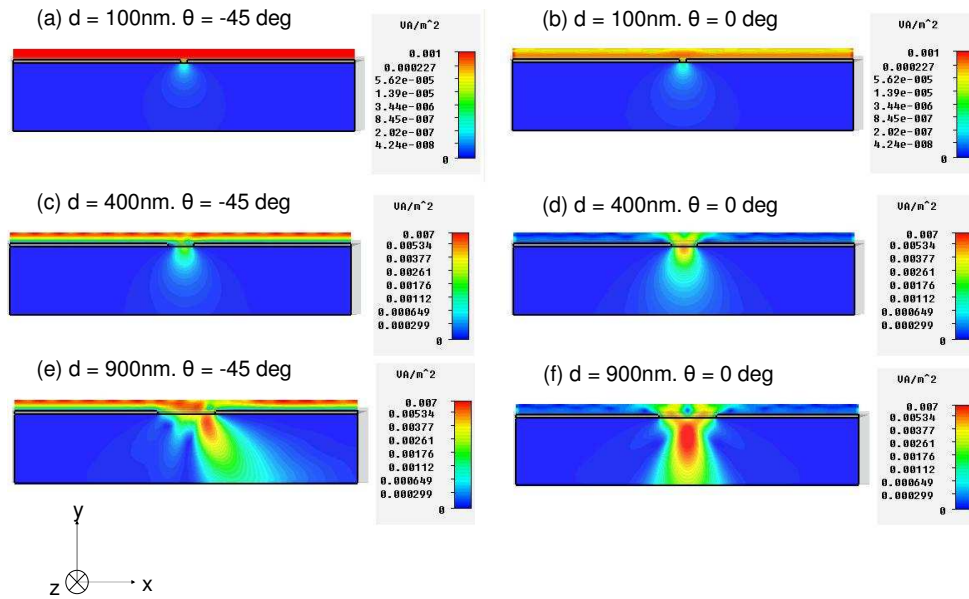 (a) d = 100nm. θ = -45 deg
VA/m^2
0.001
0.000227
5.62e-005
1.39e-005
3.44e-006
8.45e-007
2.02e-007
4.24e-008
0
(b) d = 100nm. θ = 0 deg
VA/m^2
0.001
0.000227
5.62e-005
1.39e-005
3.44e-006
8.45e-007
2.02e-007
4.24e-008
0
(c) d = 400nm. θ = -45 deg
VA/m^2
0.007
0.00534
0.00377
0.00261
0.00176
0.00112
0.000649
0.000299
0
(d) d = 400nm. θ = 0 deg
VA/m^2
0.007
0.00534
0.00377
0.00261
0.00176
0.00112
0.000649
0.000299
0
(e) d = 900nm. θ = -45 deg
VA/m^2
0.007
0.00534
0.00377
0.00261
0.00176
0.00112
0.000649
0.000299
0
(f) d = 900nm. θ = 0 deg
VA/m^2
0.007
0.00534
0.00377
0.00261
0.00176
0.00112
0.000649
0.000299
0
y
z
x